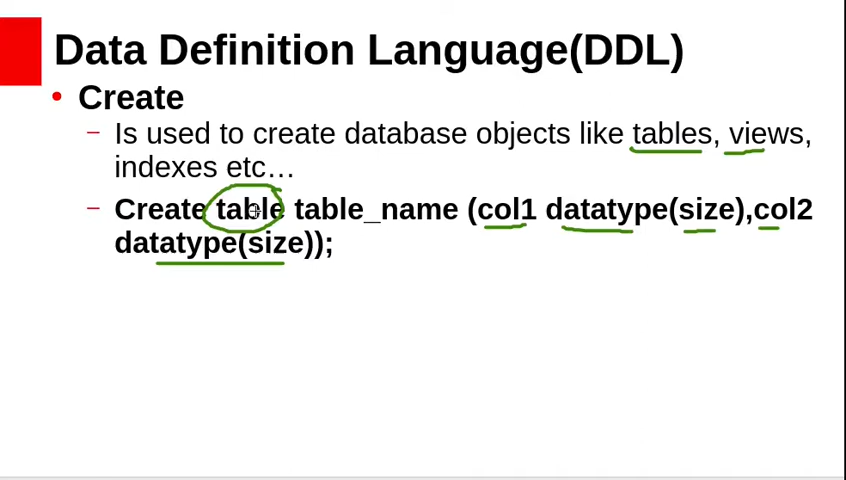 Data Definition Language(DDL)
• Create
– Is used to create database objects like tables, views,
indexes etc…
– Create table table_name (col1 datatype(size),col2
datatype(size));